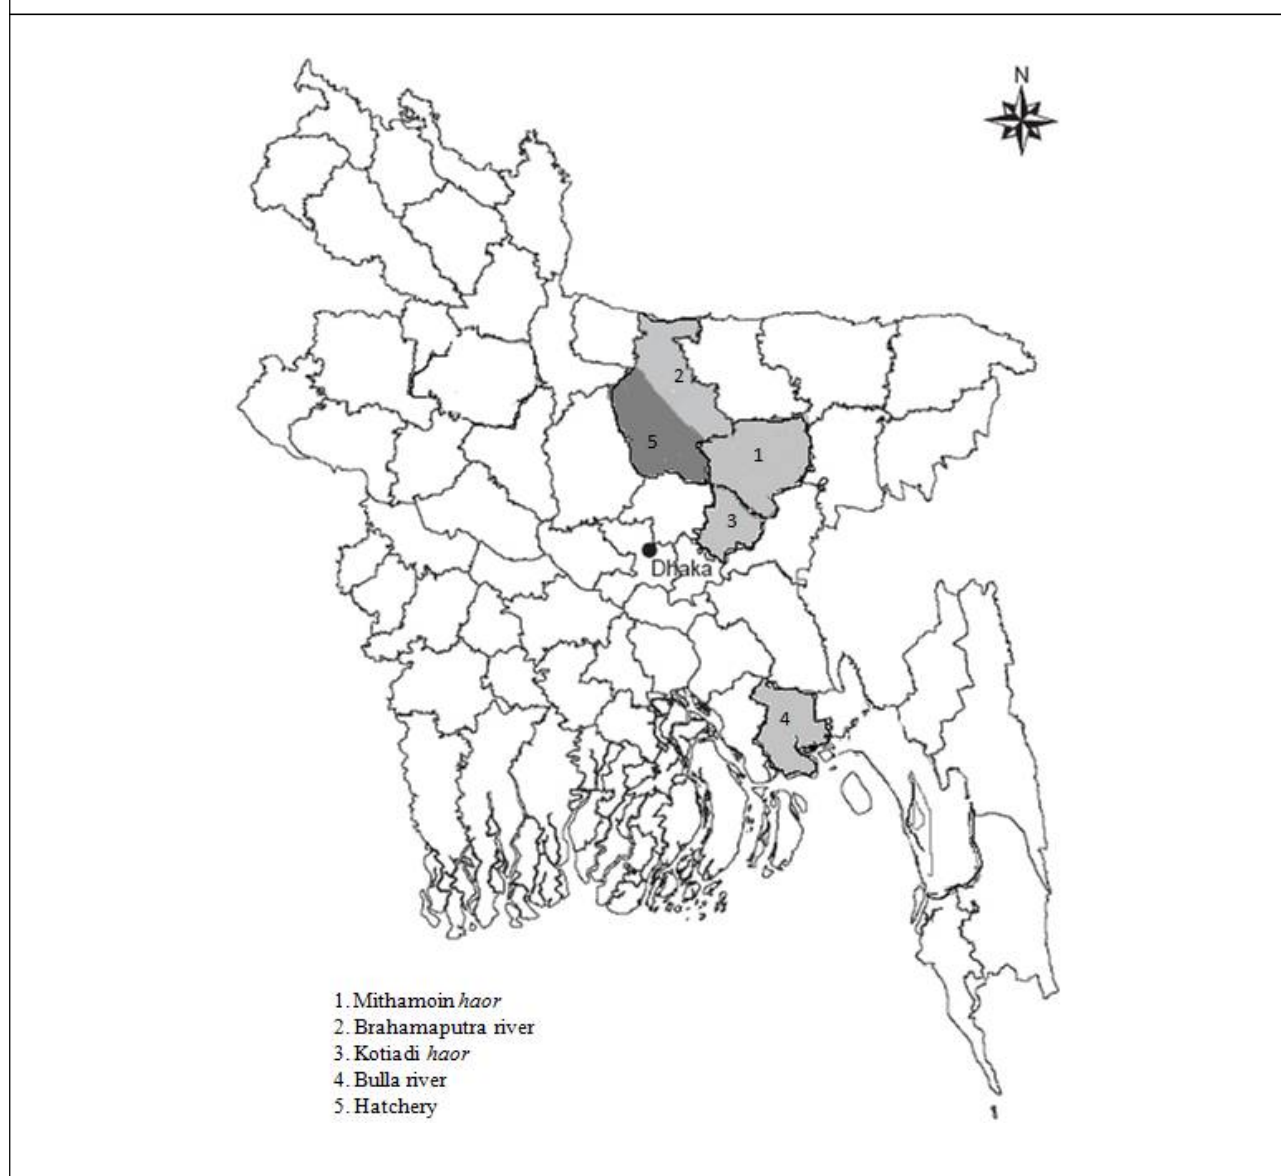 N
2
5
1
3
Dhaka
4
1. Mithamoin haor
2. Brahamaputra river
3. Kotiadi haor
4. Bulla river
5. Hatchery